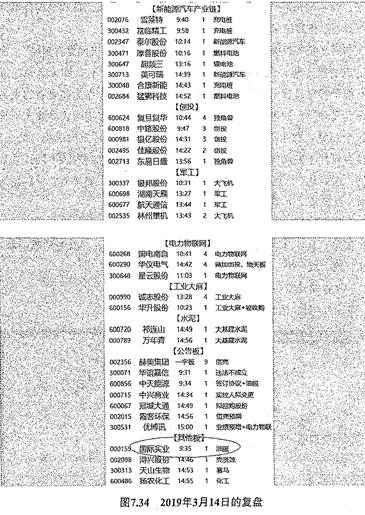 【新能源汽车产业链】
002076 雪莱特 9:40 1 充电桩
300432 富临精工 9:58 1 充电桩
002347 泰尔股份 10:14 1 新能源汽车
300471 厚普股份 10:16 1 燃料电池
300647 超频三 13:16 1 锂电池
300713 英可瑞 14:39 1 新能源汽车
300048 合康新能 14:43 1 充电桩
002684 猛狮科技 14:52 1 燃料电池
【创投】
600624 复旦复华 10:44 4 独角兽
600818 中路股份 9:47 3 创投
000981 银亿股份 14:31 3 创投
002495 佳隆股份 14:22 2 创投
002713 东易日盛 13:56 1 独角兽
【军工】
300337 银邦股份 10:31 1 大飞机
600698 湖南天雁 13:27 1 军工
600677 航天通信 13:44 1 军工
002535 林州重机 13:43 2 大飞机
【电力物联网】
600268 国电南自 10:41 4 电力物联网
600290 华仪电气 14:42 4 地天板
300648 星云股份 11:03 1 电力物联网
【工业大麻】
000990 诚志股份 13:28 4 工业大麻
600156 华升股份 10:23 1 工业大麻+被收购
【水泥】
600720 祁连山 14:49 1 大基建水泥
000789 万年青 14:56 1 大基建水泥
【公告板】
002356 赫美集团 一字板 9
300071 华谊嘉信 9:31 1 违法不成立
600856 中天能源 9:34 1 签订协议+油服
000715 中兴商业 14:34 1 实控人拟变更
600067 冠城大通 14:49 1 拟回购股份
002015 霞客环保 14:56 1
300531 优博讯 15:00 1 业绩预增+电力物联
【其他板】
000159 国际实业 9:35 1 油服
002098 浔兴股份 14:46 1 壳资源
300313 天山生物 14:53 1 赛马
600486 扬农化工 14:55 1 化工
图7.34 2019年3月14日的复盘